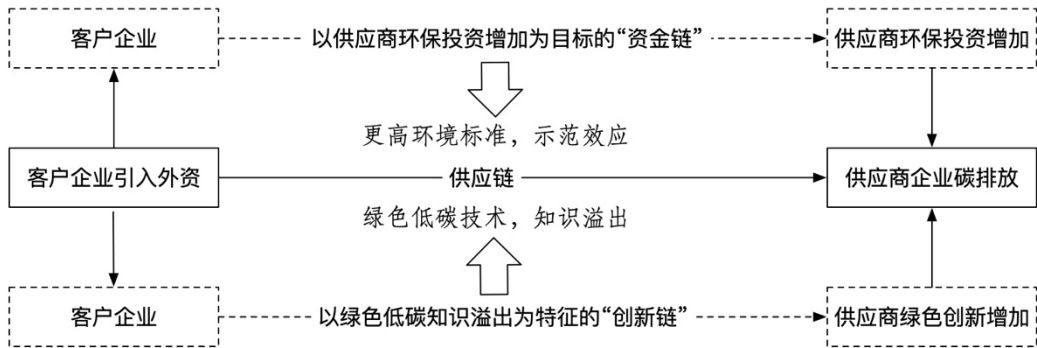 客户企业
以供应商环保投资增加为目标的“资金链”
供应商环保投资增加
更高环境标准，示范效应
客户企业引入外资
供应链
供应商企业碳排放
绿色低碳技术，知识溢出
客户企业
以绿色低碳知识溢出为特征的“创新链”
供应商绿色创新增加